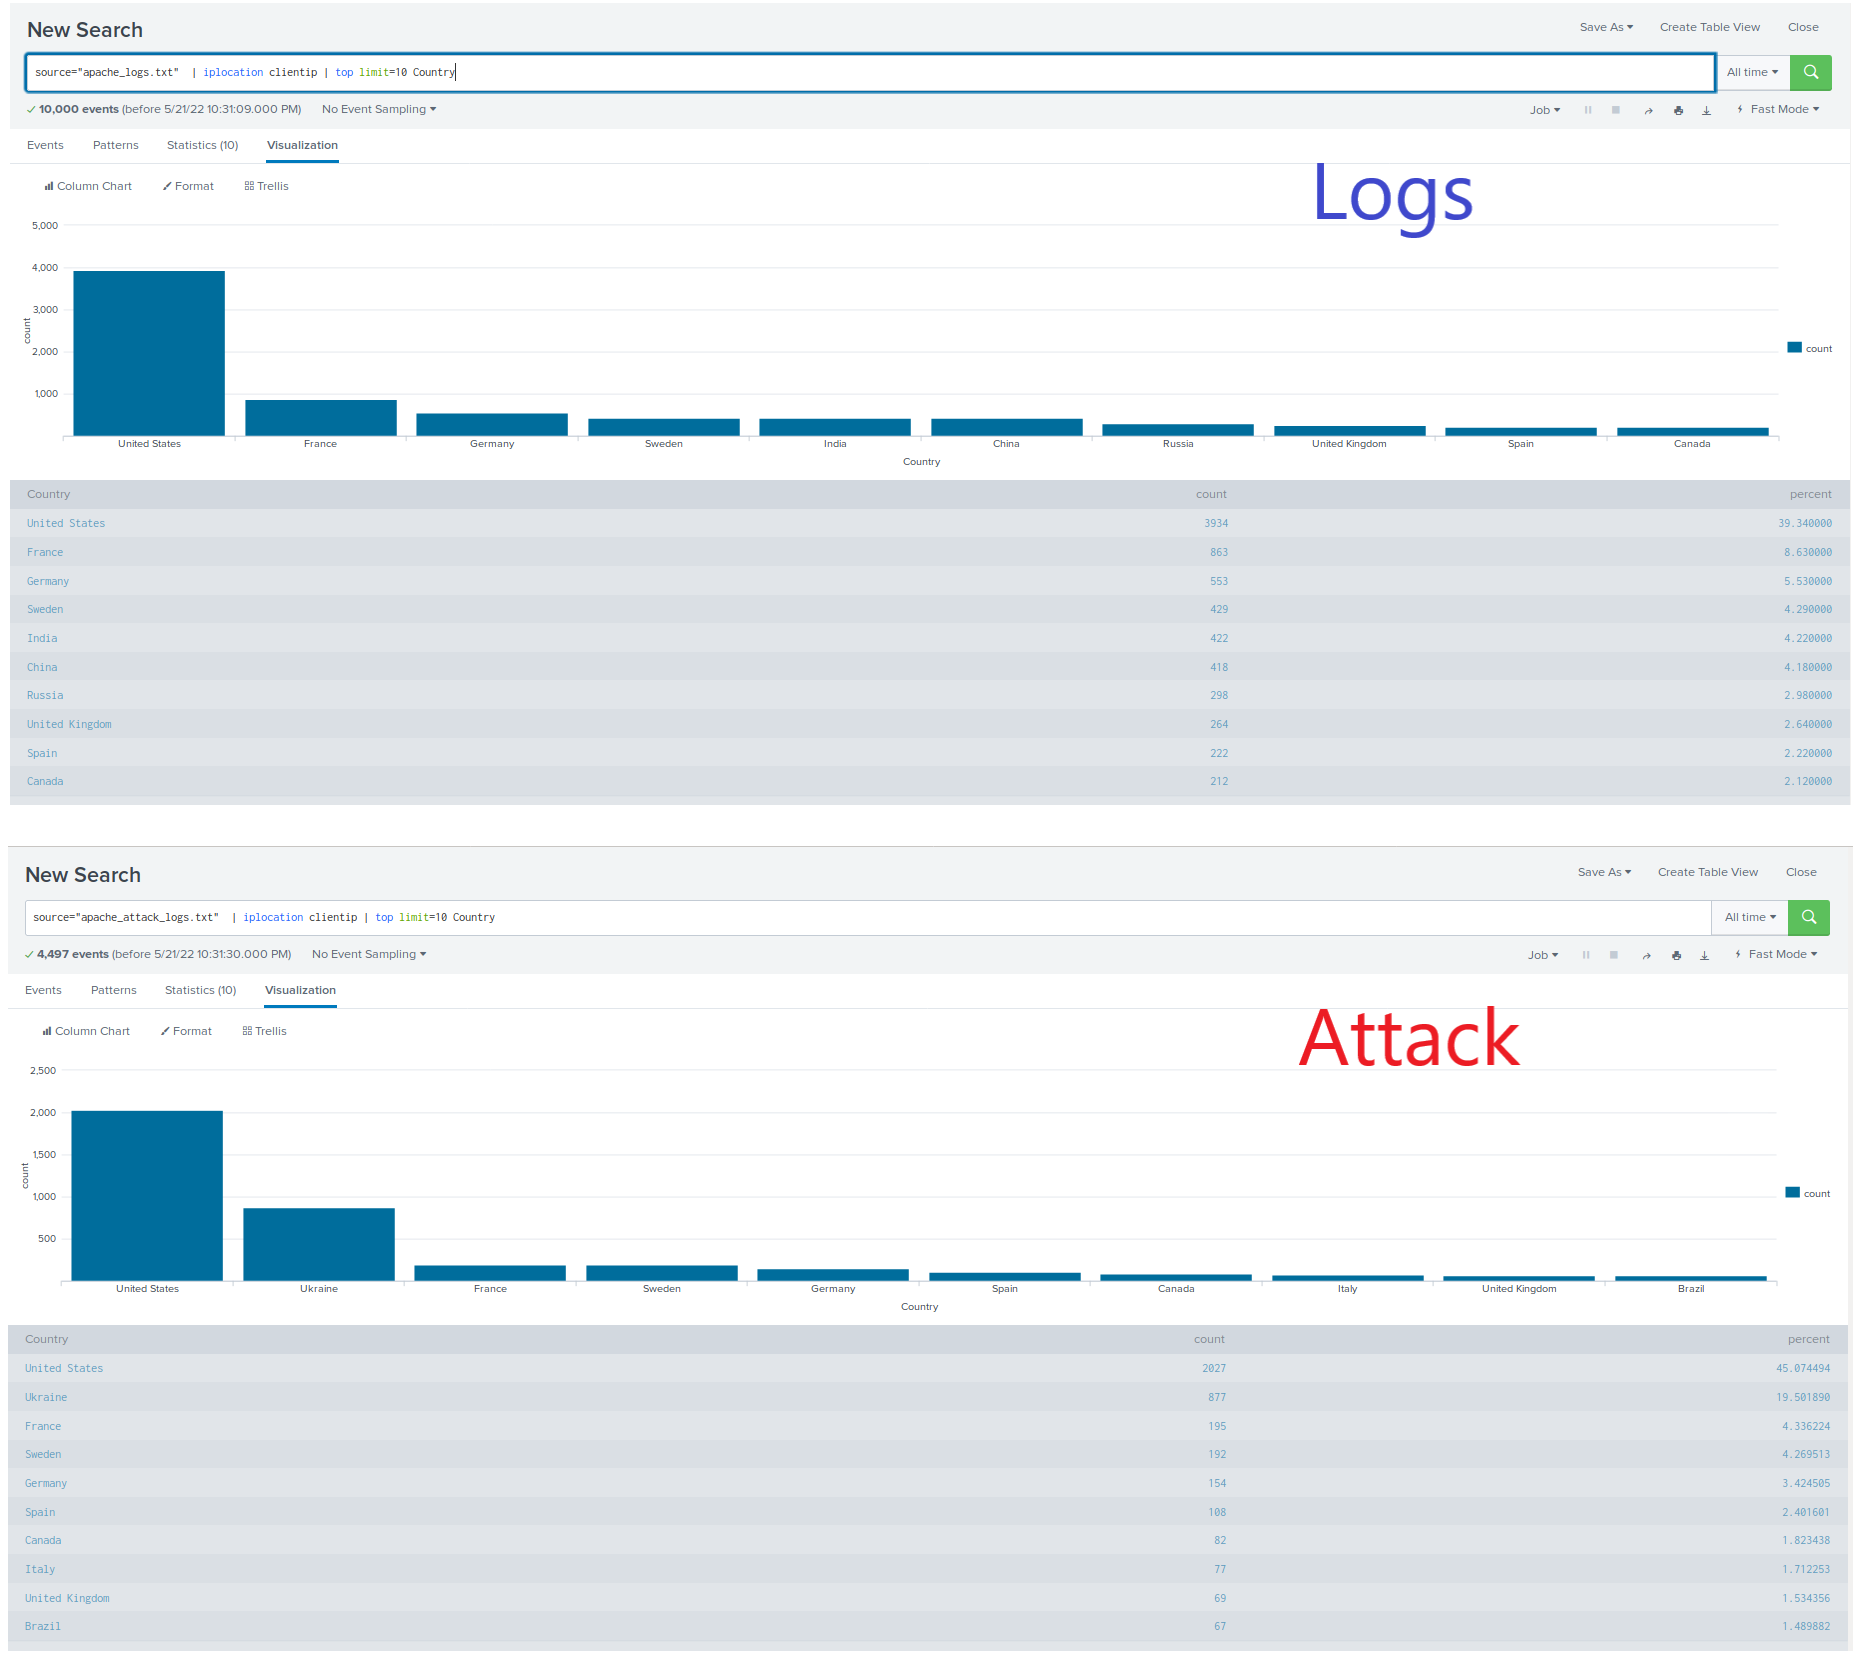 New Search
Save As Create Table View Close
source="apache_logs.txt" | iplocation clientip | top limit=10 Country
All time
10,000 events (before 5/21/22 10:31:09.000 PM) No Event Sampling
Job Fast Mode
Events Patterns Statistics (10) Visualization
Column Chart Format Trellis
Logs
5,000
4,000
3,000
2,000
1,000
count
count
United States France Germany Sweden India China Russia United Kingdom Spain Canada
Country
Country count percent
United States 3934 39.340000
France 863 8.630000
Germany 553 5.530000
Sweden 429 4.290000
India 422 4.220000
China 418 4.180000
Russia 298 2.980000
United Kingdom 264 2.640000
Spain 222 2.220000
Canada 212 2.120000
New Search
Save As Create Table View Close
source="apache_attack_logs.txt" | iplocation clientip | top limit=10 Country
All time
4,497 events (before 5/21/22 10:31:30.000 PM) No Event Sampling
Job Fast Mode
Events Patterns Statistics (10) Visualization
Column Chart Format Trellis
Attack
2,500
2,000
1,500
1,000
500
count
count
United States Ukraine France Sweden Germany Spain Canada Italy United Kingdom Brazil
Country
Country count percent
United States 2027 45.074494
Ukraine 877 19.501890
France 195 4.336224
Sweden 192 4.269513
Germany 154 3.424505
Spain 108 2.401601
Canada 82 1.823438
Italy 77 1.712253
United Kingdom 69 1.534356
Brazil 67 1.489882